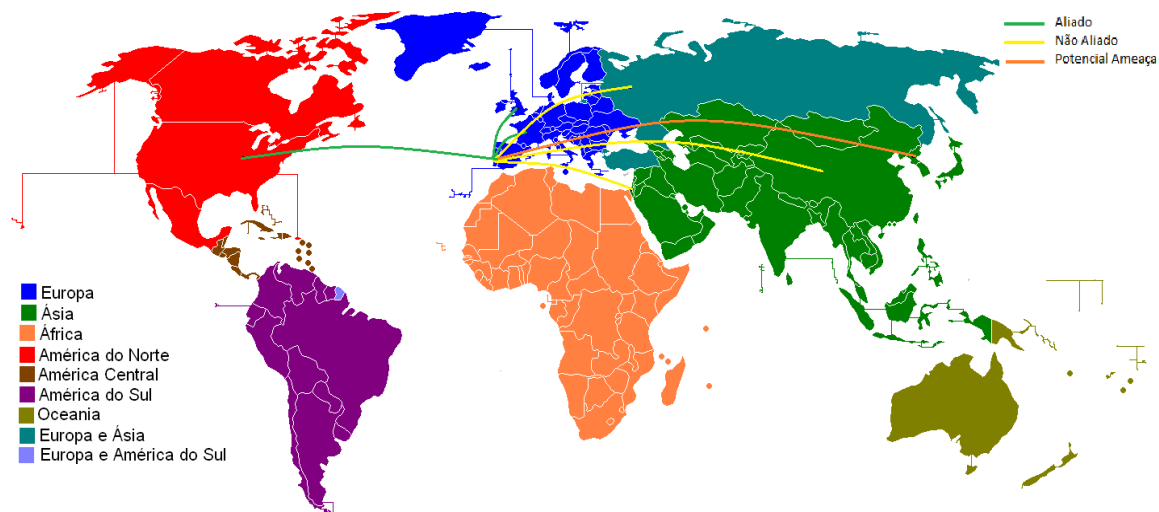 Aliado
Não Aliado
Potencial Ameaça
Europa
Ásia
África
América do Norte
América Central
América do Sul
Oceania
Europa e Ásia
Europa e América do Sul